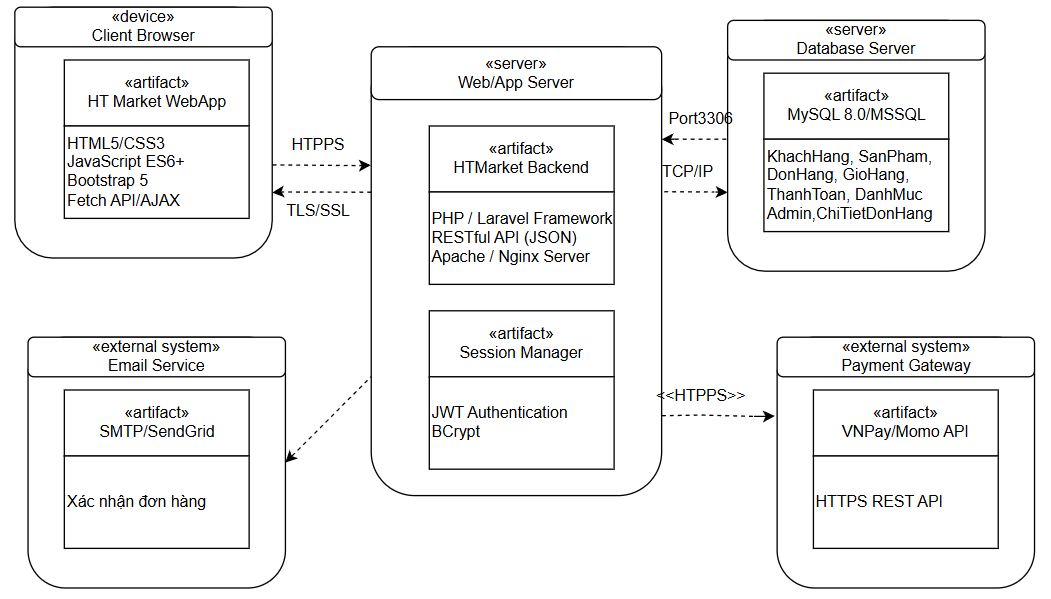 «device»
Client Browser
«artifact»
HT Market WebApp
HTML5/CSS3
JavaScript ES6+
Bootstrap 5
Fetch API/AJAX
HTPPS
TLS/SSL
«server»
Web/App Server
«artifact»
HTMarket Backend
PHP / Laravel Framework
RESTful API (JSON)
Apache / Nginx Server
«artifact»
Session Manager
JWT Authentication
BCrypt
Port3306
TCP/IP
«server»
Database Server
«artifact»
MySQL 8.0/MSSQL
KhachHang, SanPham,
DonHang, GioHang,
ThanhToan, DanhMuc
Admin,ChiTietDonHang
«external system»
Email Service
«artifact»
SMTP/SendGrid
Xác nhận đơn hàng
<<HTPPS>>
«external system»
Payment Gateway
«artifact»
VNPay/Momo API
HTTPS REST API